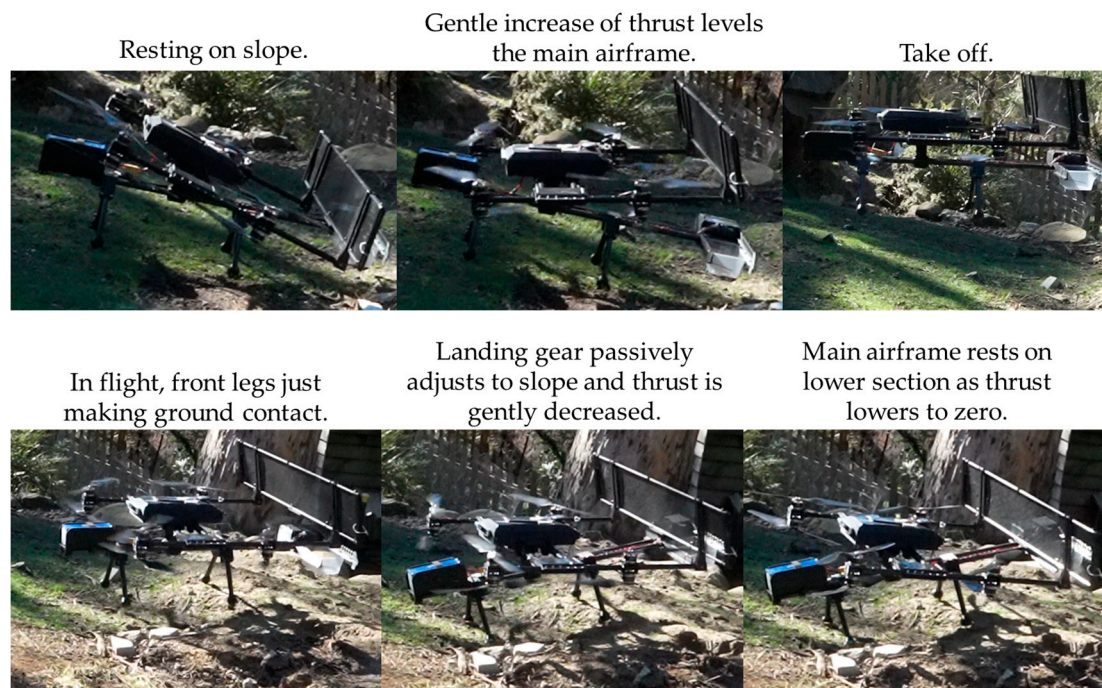 Resting on slope.
Gentle increase of thrust levels
the main airframe.
Take off.
In flight, front legs just
making ground contact.
Landing gear passively
adjusts to slope and thrust is
gently decreased.
Main airframe rests on
lower section as thrust
lowers to zero.